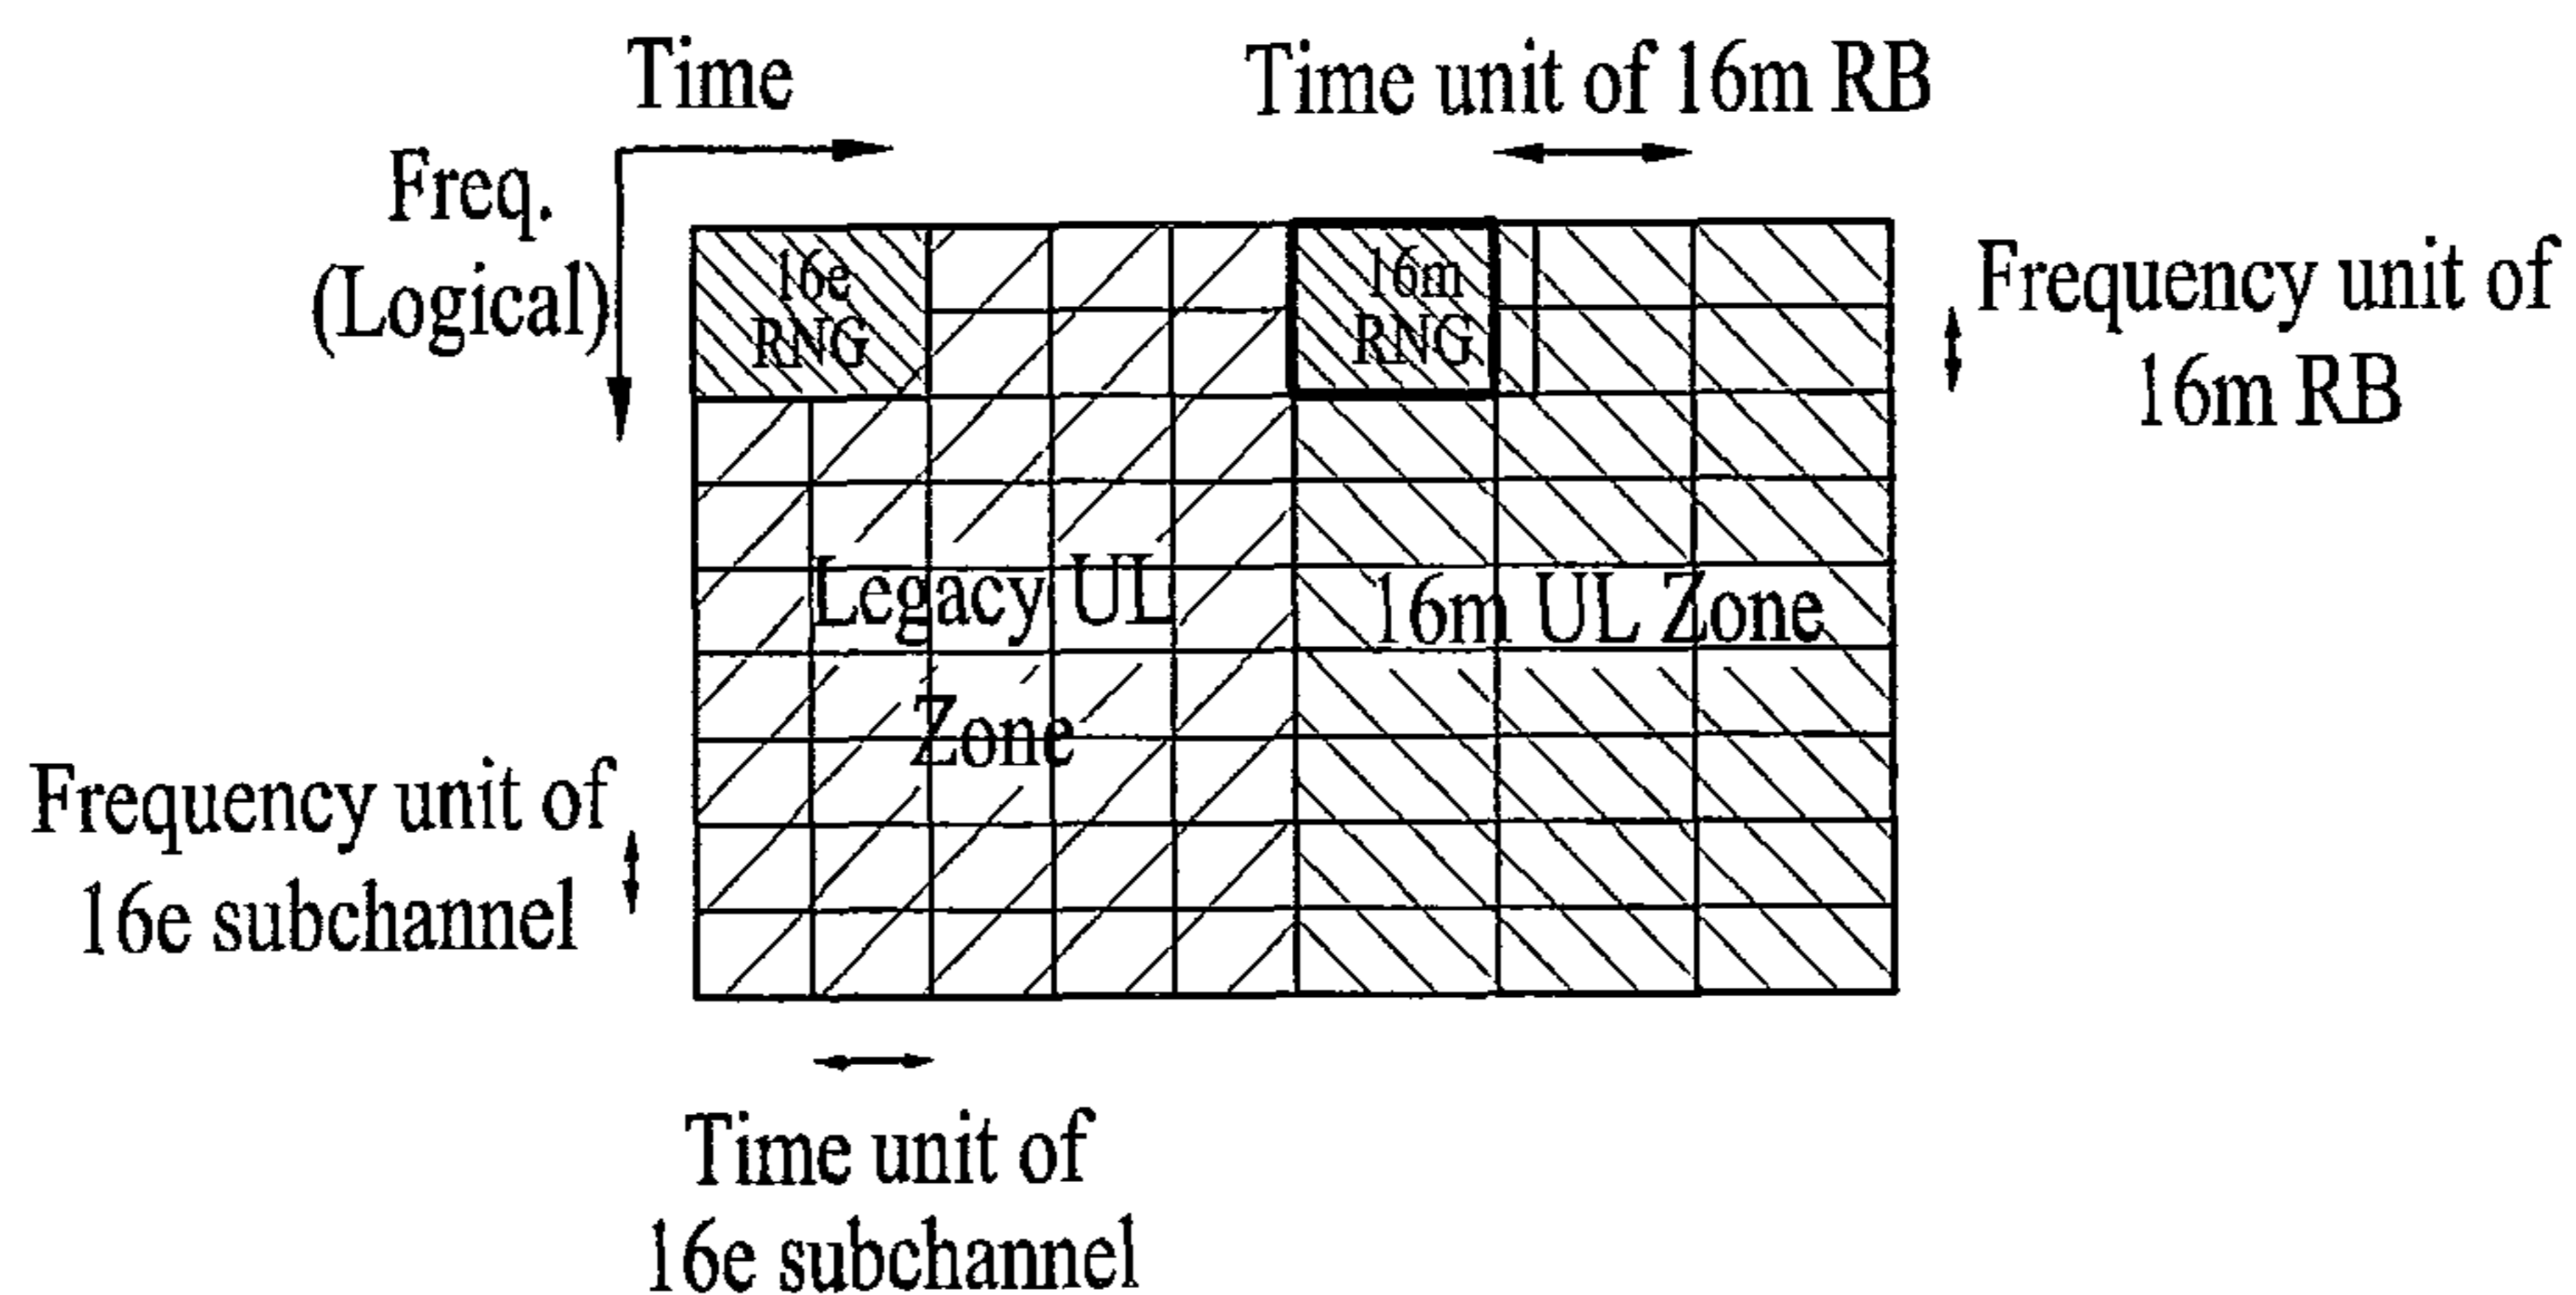 Time
Time unit of 16m RB
Freq.
(Logical)
16e
RNG
16m
RNG
Frequency unit of
16m RB
Legacy UL
Zone
16m UL Zone
Frequency unit of
16e subchannel
Time unit of
16e subchannel